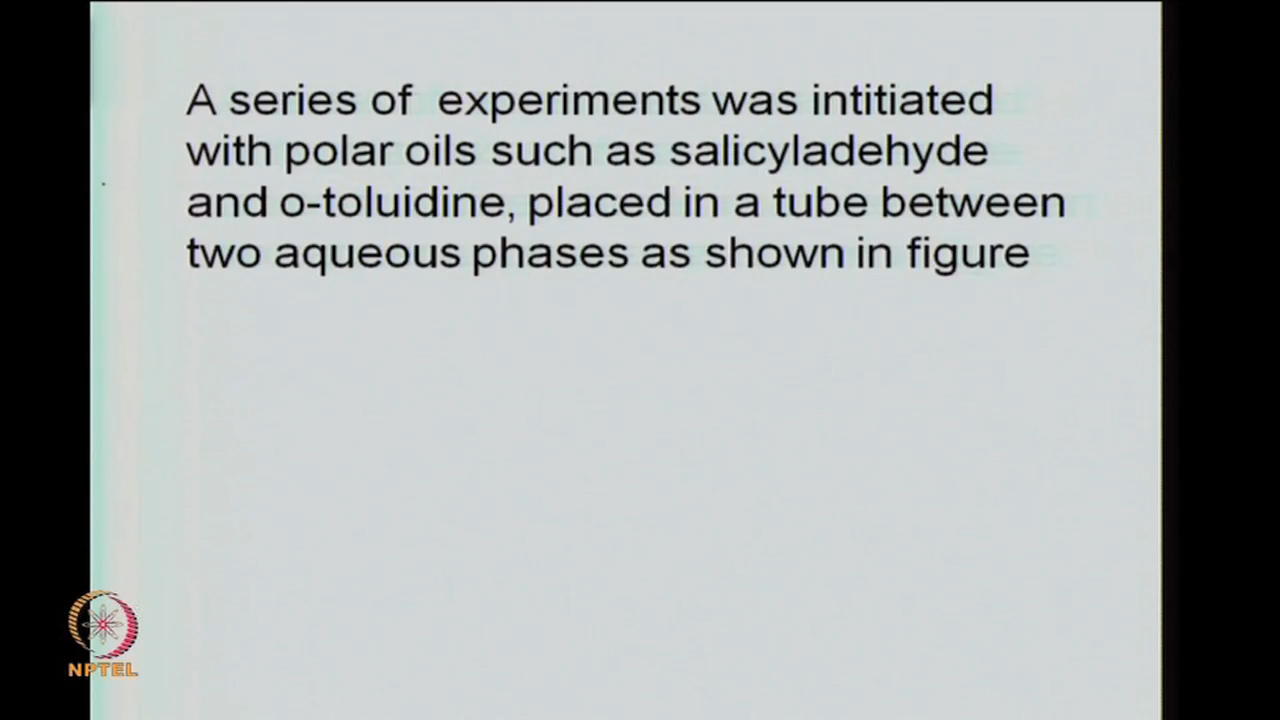 A series of experiments was intitiated
with polar oils such as salicyladehyde
and o-toluidine, placed in a tube between
two aqueous phases as shown in figure
NPTEL